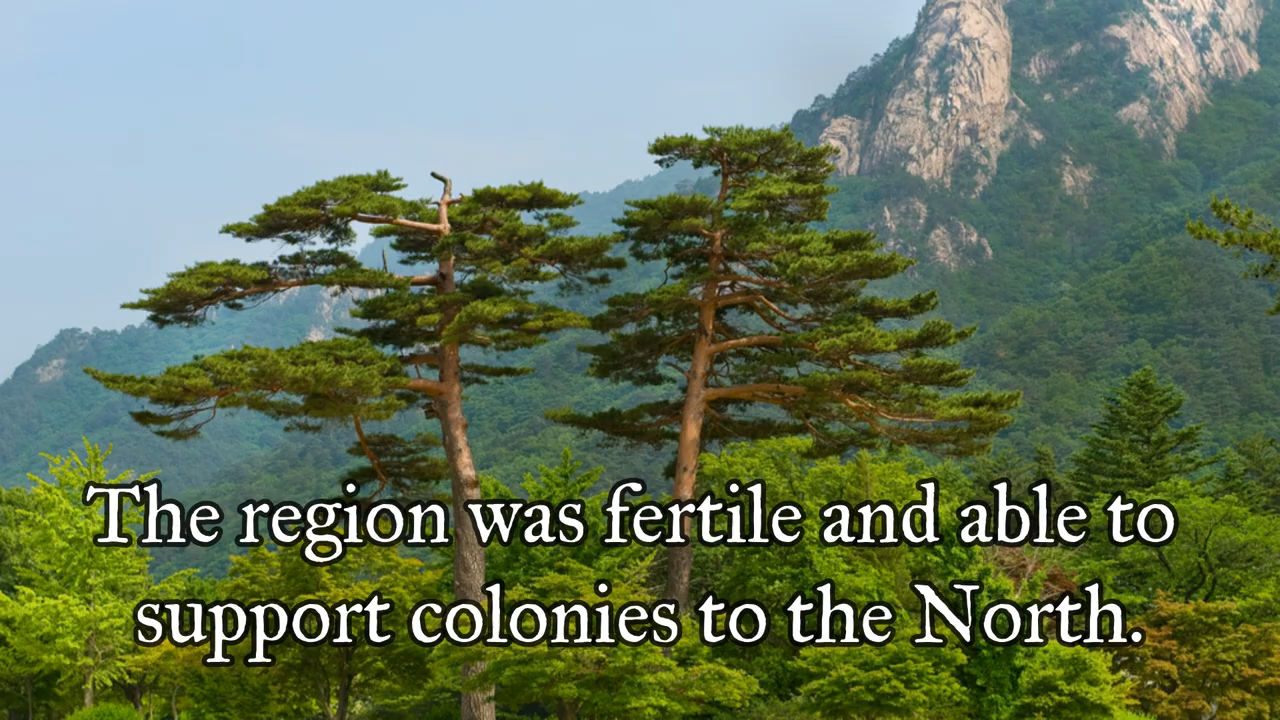 The region was fertile and able to
support colonies to the North.